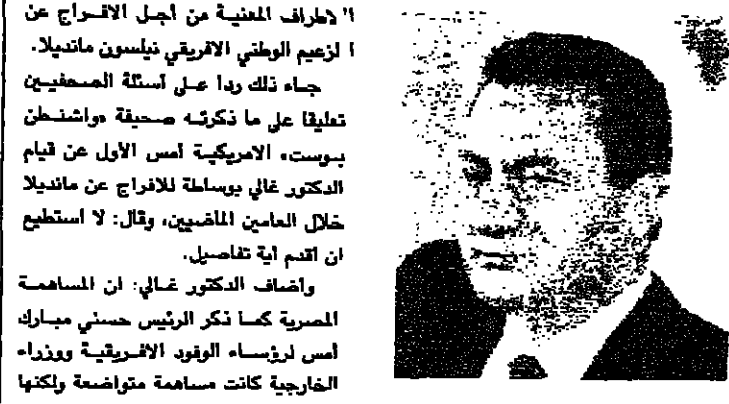 الاطراف المعنية من أجل الافراج عن
الزعيم الوطني الافريقي نيلسون مانديلا.
جاء ذلك ردا على أسئلة الصحفيين
تعليقا على ما ذكرته صحيفة «واشنطن
بوست» الامريكية أمس الأول عن قيام
الدكتور غالي بوساطة للافراج عن مانديلا
خلال العامين الماضيين، وقال: لا استطيع
ان اقدم أية تفاصيل.
وأضاف الدكتور غالي: ان المساهمة
المصرية كما ذكر الرئيس حسني مبارك
أمس لرؤساء الوفود الافريقية ووزراء
الخارجية كانت مساهمة متواضعة ولكنها